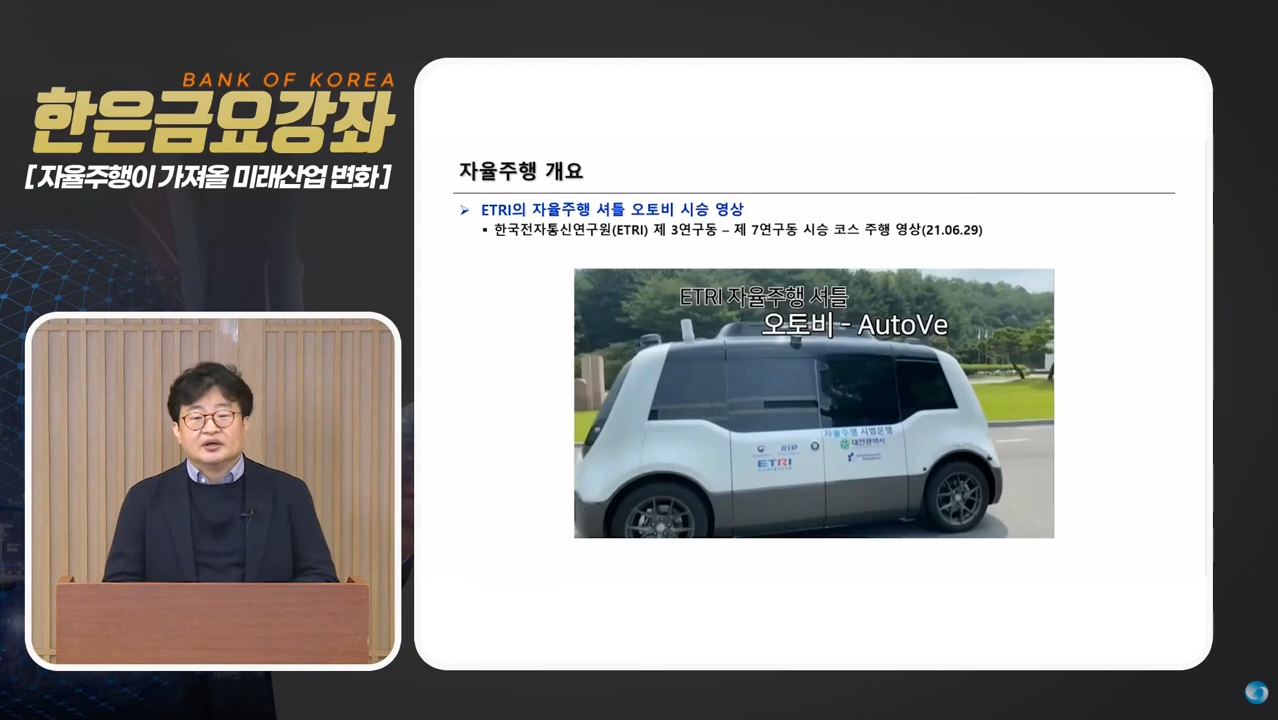 BANK OF KOREA
한은금요강좌
[자율주행이 가져올 미래산업 변화]
자율주행 개요
➢ ETRI의 자율주행 셔틀 오토비 시승 영상
▪ 한국전자통신연구원(ETRI) 제 3연구동 – 제 7연구동 시승 코스 주행 영상(21.06.29)
ETRI 자율주행 셔틀
오토비 - AutoVe
자율주행 시범운행
대전광역시
ETRI